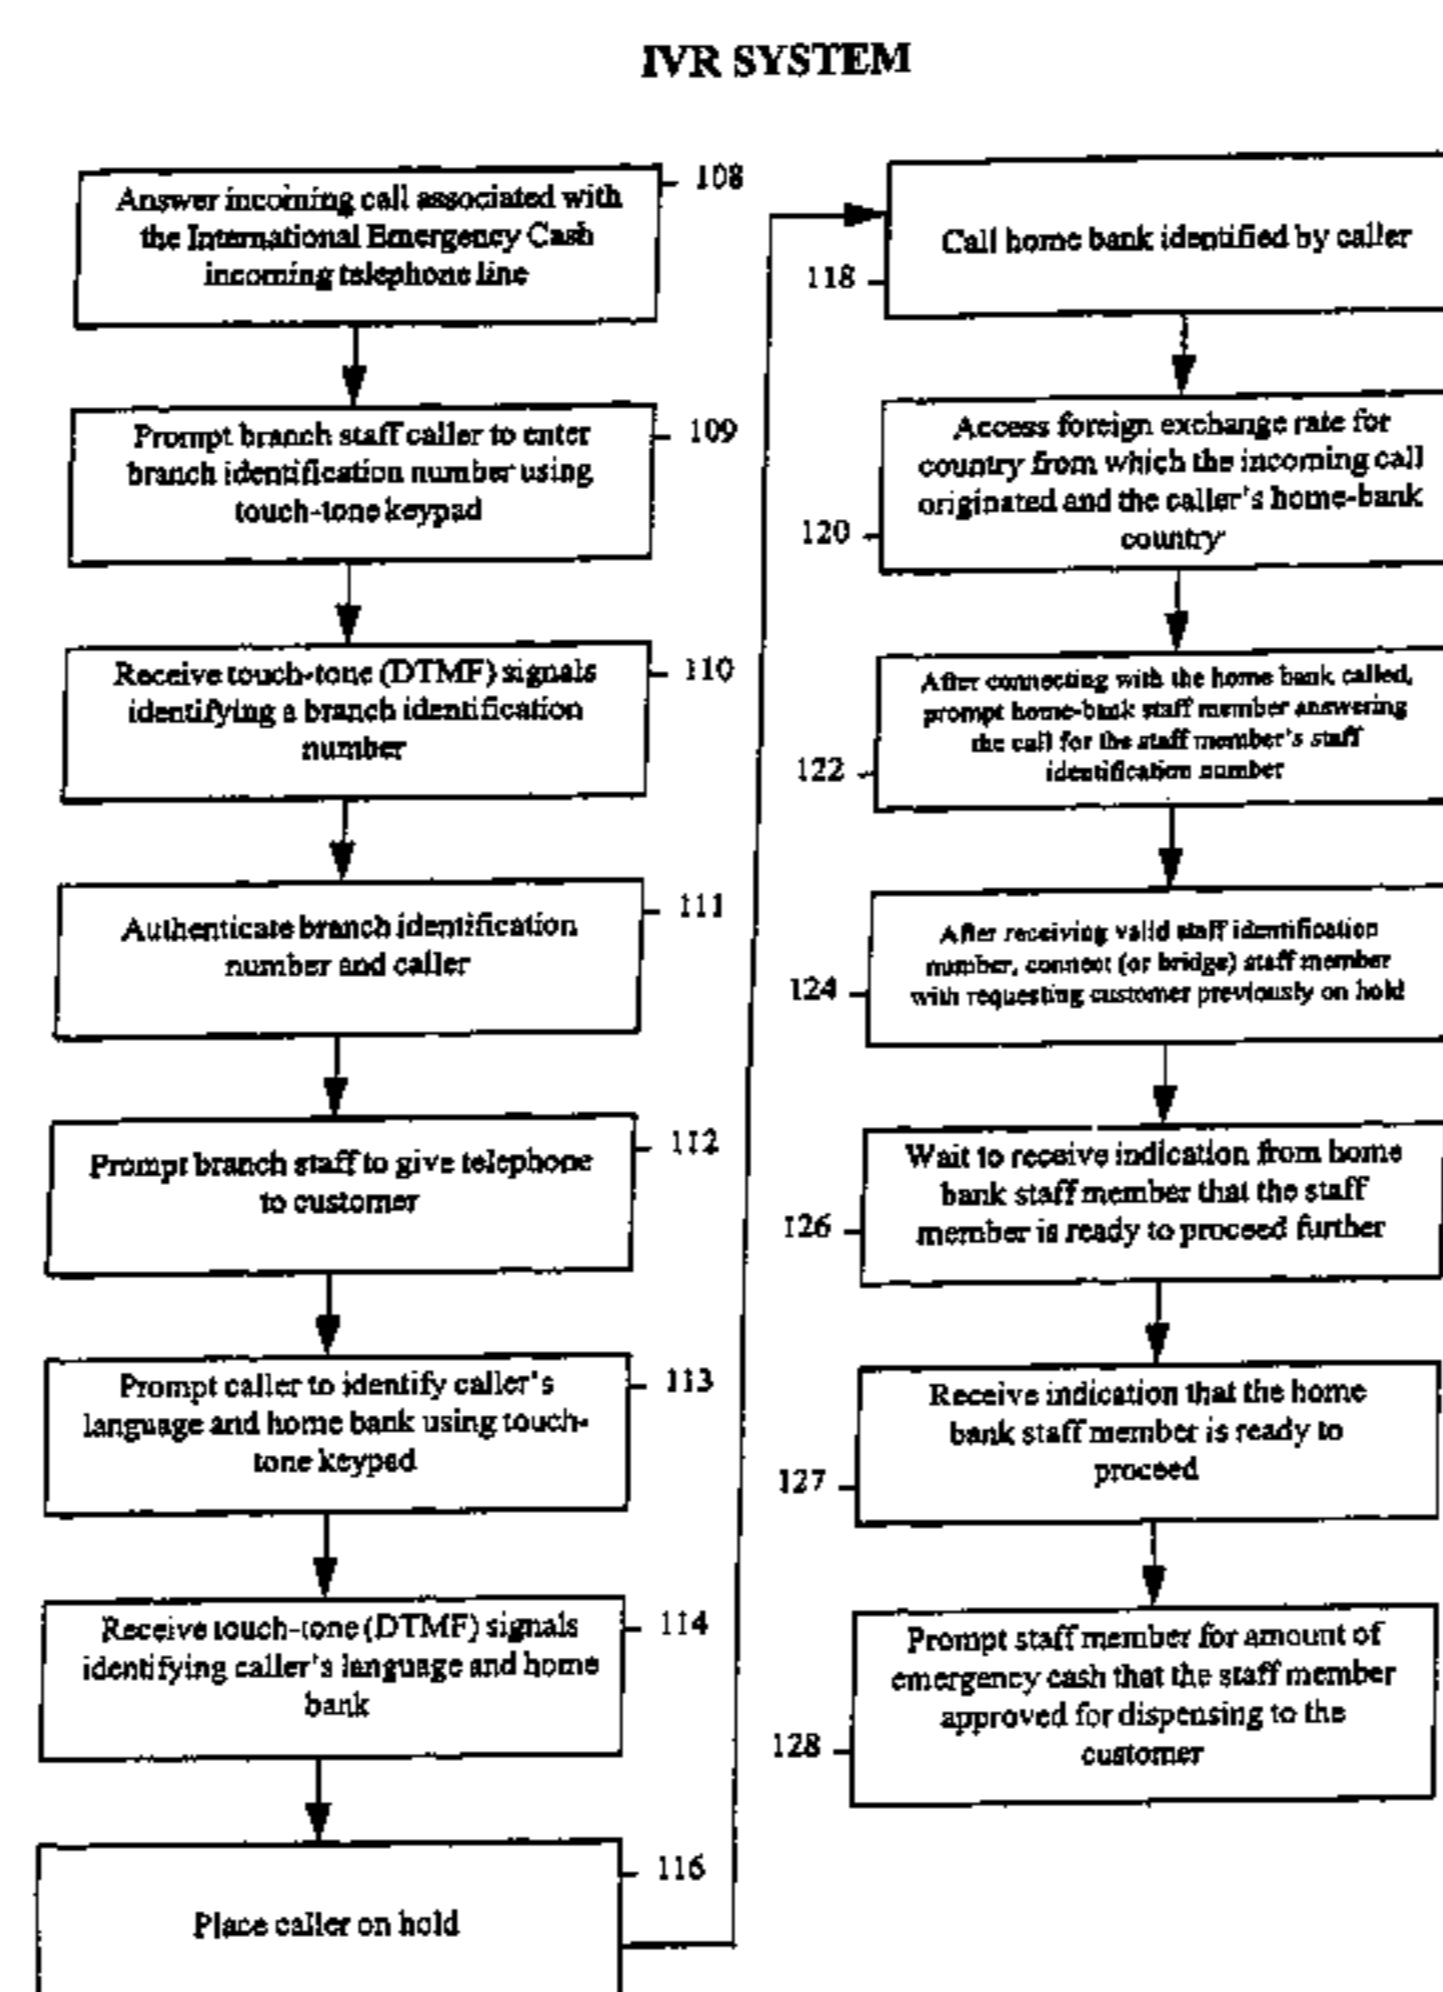 IVR SYSTEM
108
Answer incoming call associated with
the International Emergency Cash
incoming telephone line
109
Prompt branch staff caller to enter
branch identification number using
touch-tone keypad
110
Receive touch-tone (DTMF) signals
identifying a branch identification
number
111
Authenticate branch identification
number and caller
112
Prompt branch staff to give telephone
to customer
113
Prompt caller to identify caller's
language and home bank using touch-
tone keypad
114
Receive touch-tone (DTMF) signals
identifying caller's language and home
bank
116
Place caller on hold
Call home bank identified by caller
118
Access foreign exchange rate for
country from which the incoming call
originated and the caller's home-bank
country
120
After connecting with the home bank called,
prompt home-bank staff member answering
the call for the staff member's staff
identification number
122
After receiving valid staff identification
number, connect (or bridge) staff member
with requesting customer previously on hold
124
Wait to receive indication from home
bank staff member that the staff
member is ready to proceed further
126
Receive indication that the home
bank staff member is ready to
proceed
127
Prompt staff member for amount of
emergency cash that the staff member
approved for dispensing to the
customer
128